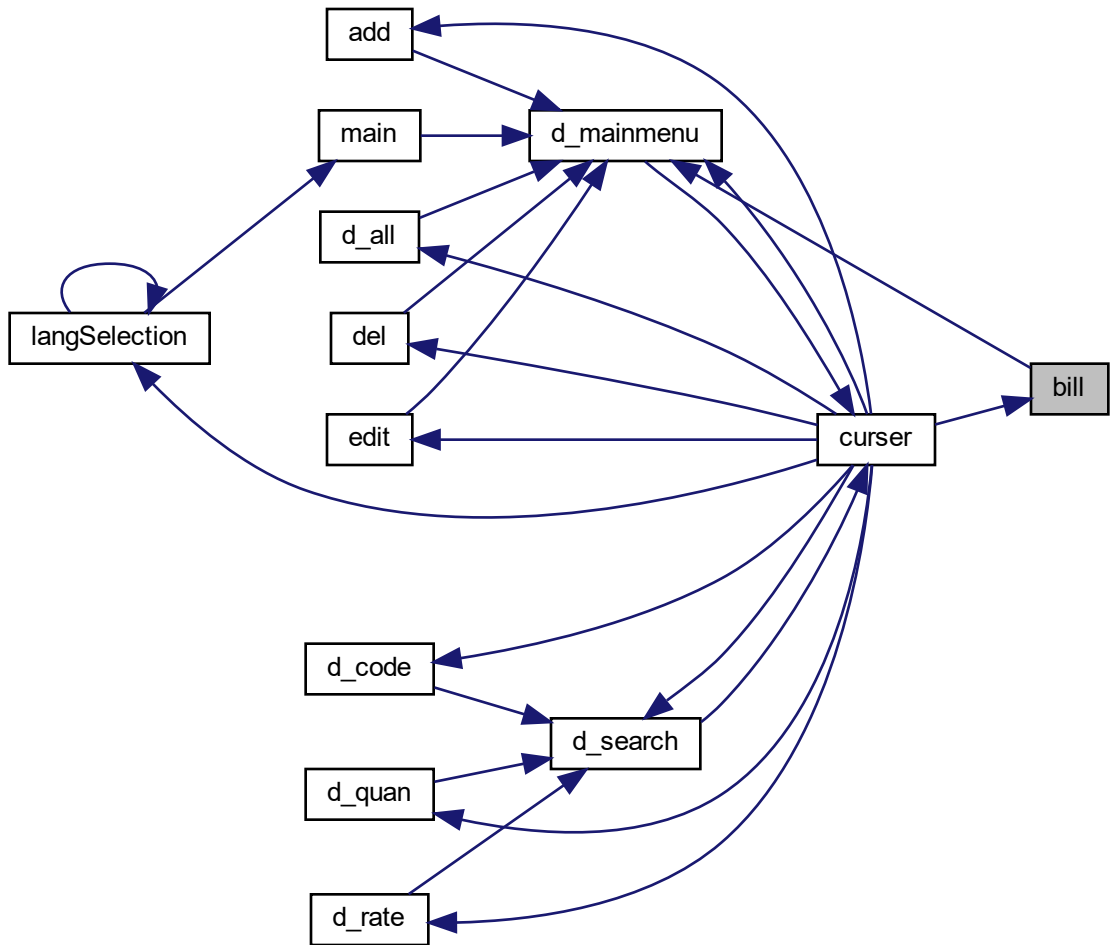 add
main
d_mainmenu
d_all
langSelection
del
bill
edit
curser
d_code
d_search
d_quan
d_rate